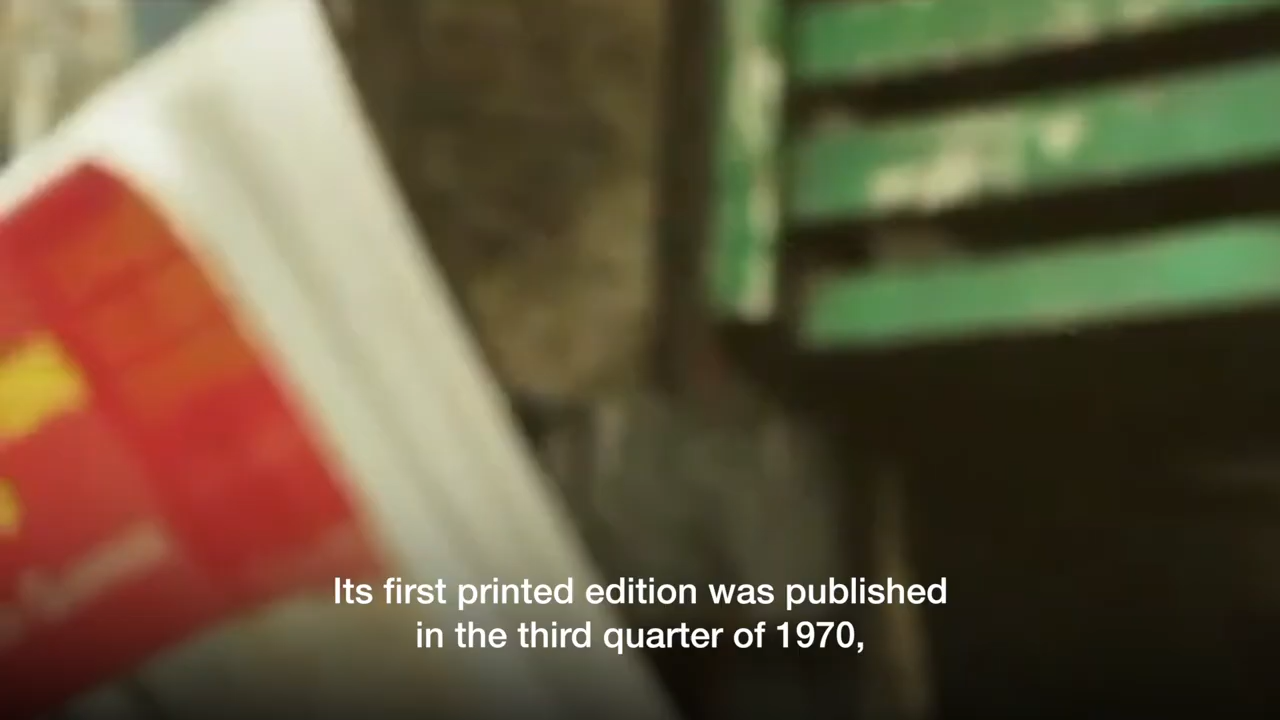 Its first printed edition was published
in the third quarter of 1970,